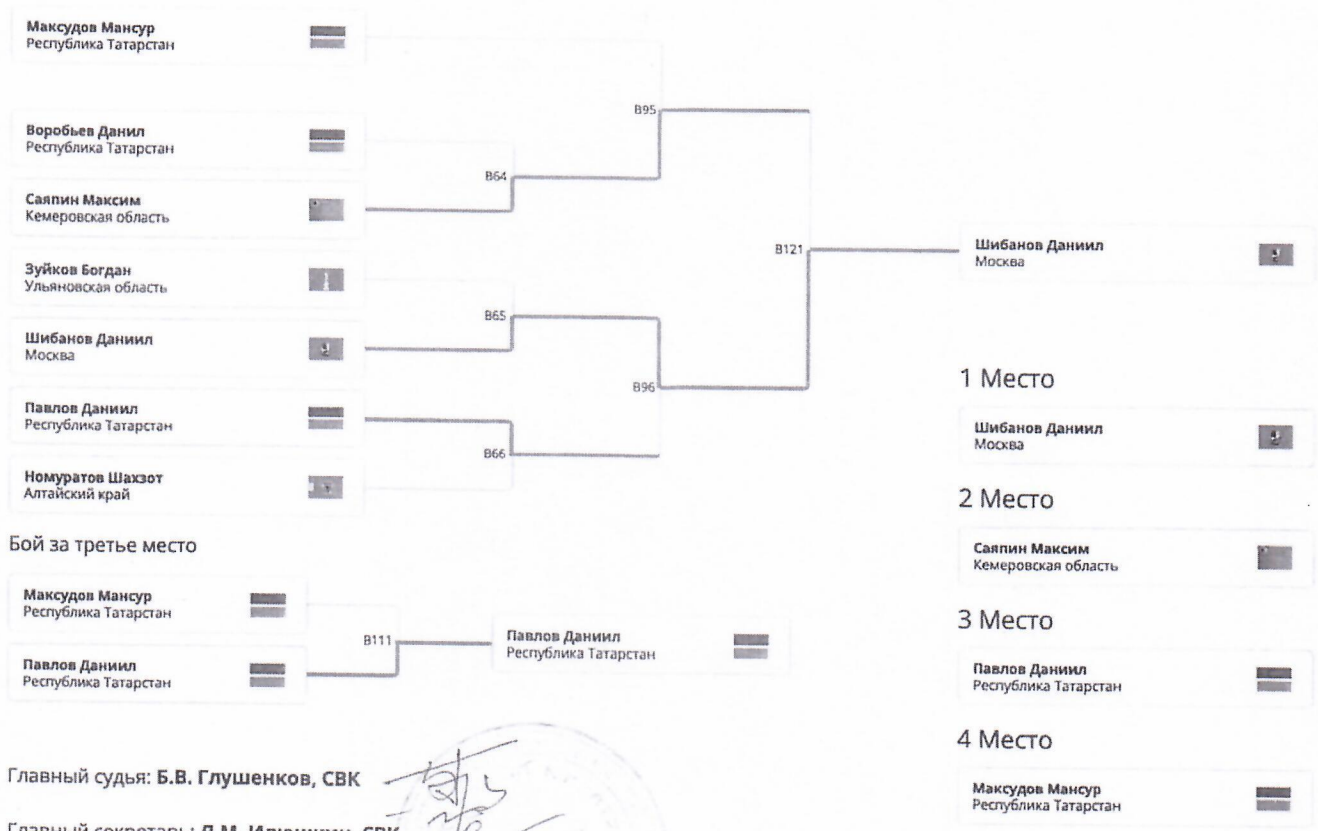 Максудов Мансур
Республика Татарстан
Воробьев Данил
Республика Татарстан
Саяпин Максим
Кемеровская область
Зуйков Богдан
Ульяновская область
Шибанов Даниил
Москва
Павлов Даниил
Республика Татарстан
Номуратов Шахзот
Алтайский край
B95
B64
B121
B65
B96
B66
Шибанов Даниил
Москва
1 Место
Шибанов Даниил
Москва
2 Место
Саяпин Максим
Кемеровская область
3 Место
Павлов Даниил
Республика Татарстан
4 Место
Максудов Мансур
Республика Татарстан
Бой за третье место
Максудов Мансур
Республика Татарстан
Павлов Даниил
Республика Татарстан
B111
Павлов Даниил
Республика Татарстан
Главный судья: Б.В. Глушенков, СВК
Главный секретарь: